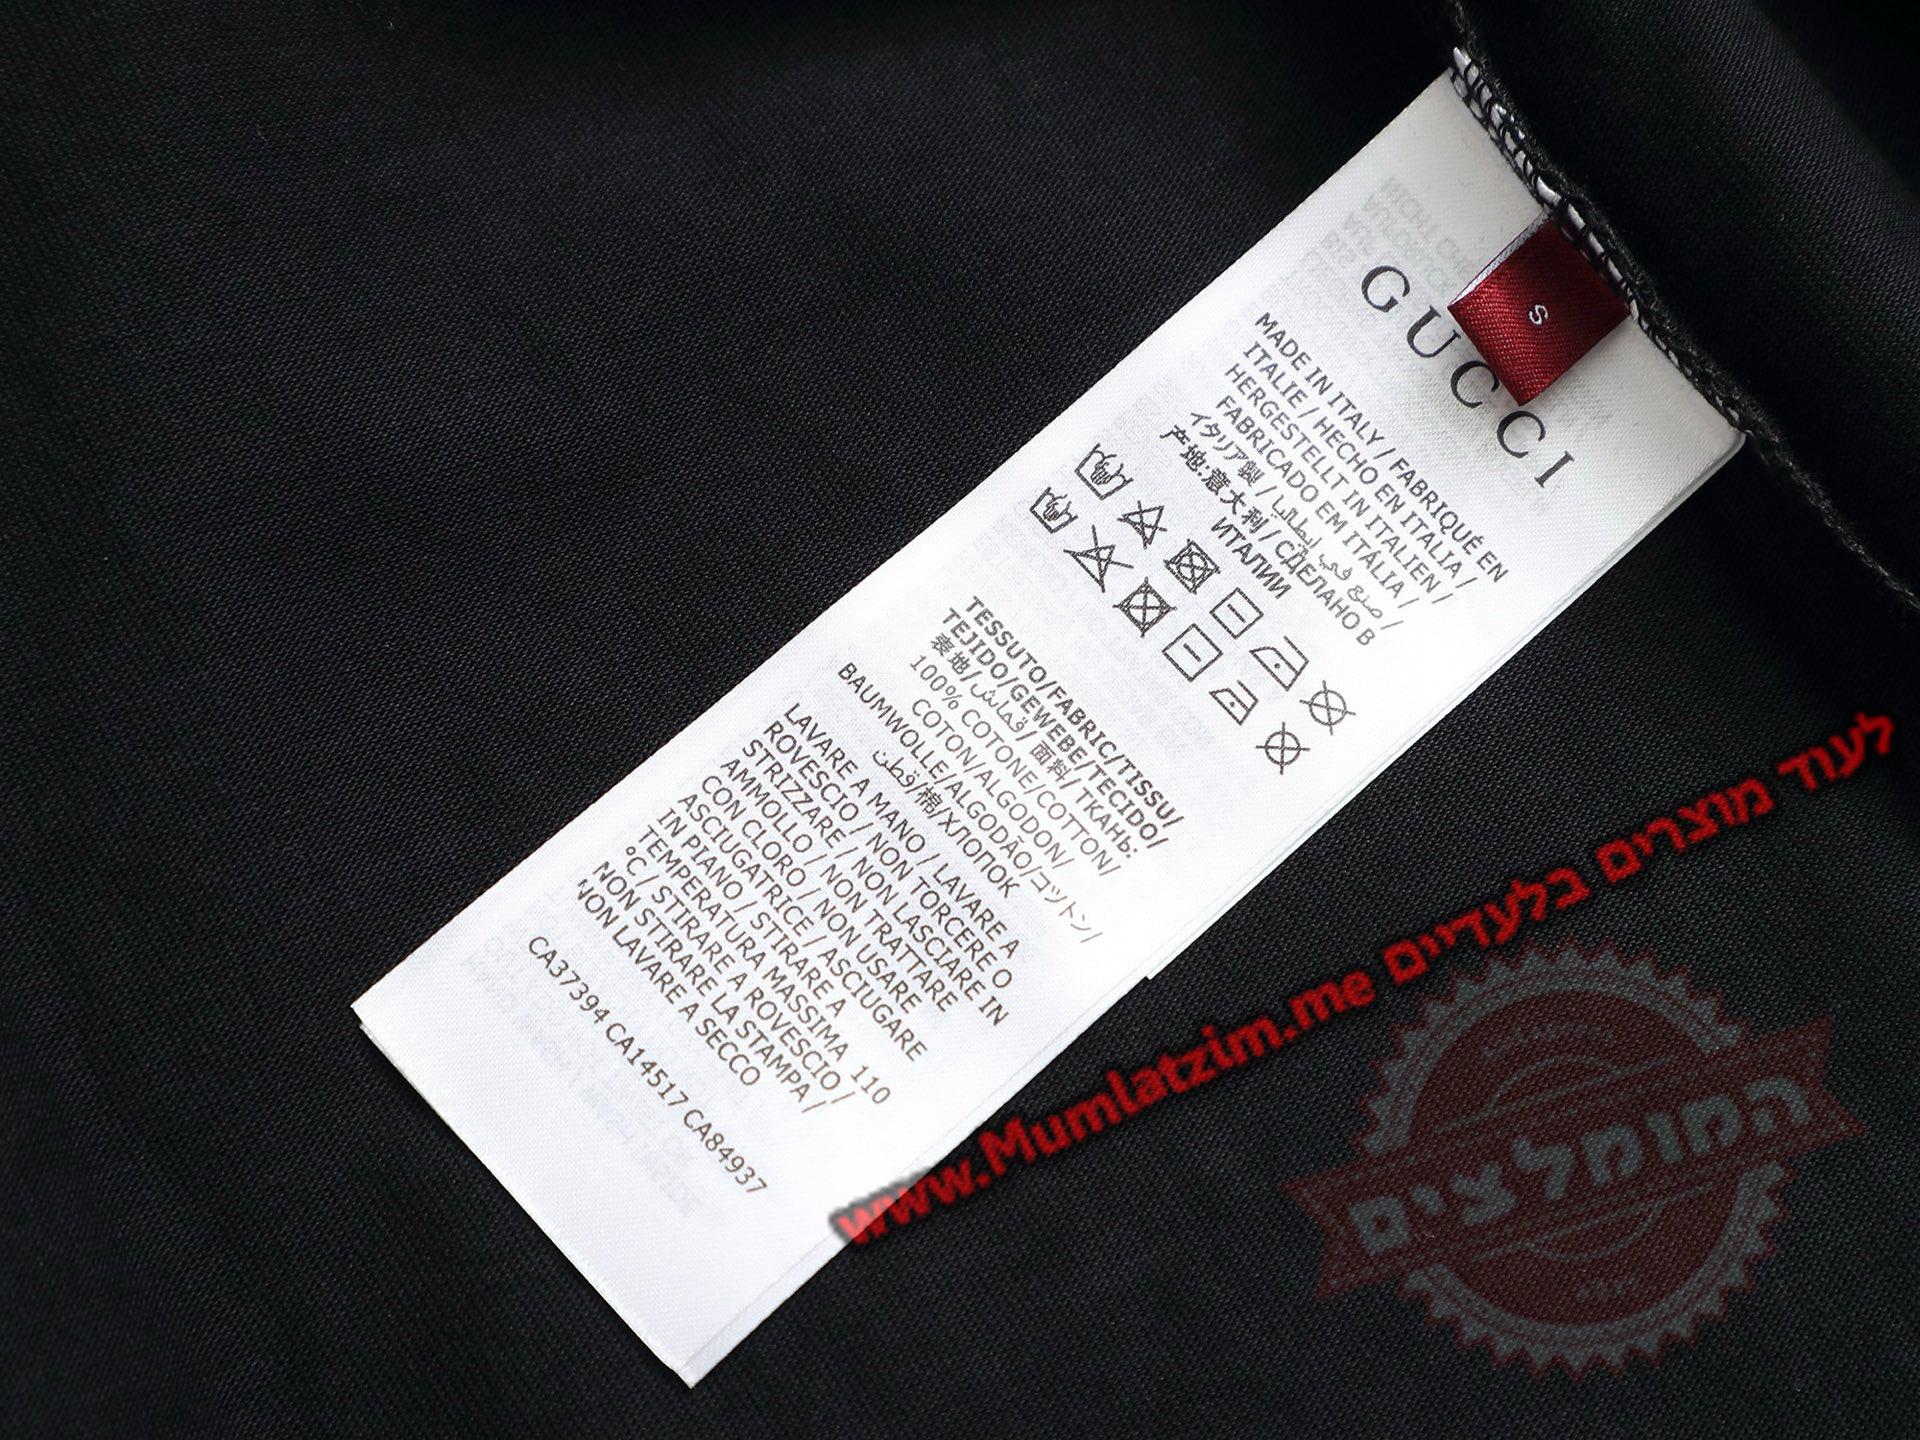 S
GUCCI
MADE IN ITALY / FABRIQUÉ EN
ITALIE / HECHO EN ITALIA /
HERGESTELLT IN ITALIEN /
FABRICADO EM ITÁLIA /
イタリア製 / صنع في إيطاليا /
产地:意大利 / СДЕЛАНО В
ИТАЛИИ
TESSUTO/FABRIC/TISSU/
TEJIDO/GEWEBE/TECIDO/
表地/قماش/面料/ТКАНЬ:
100% COTONE/COTTON/
COTON/ALGODON/
BAUMWOLLE/ALGODÃO/コットン/
قطن/棉/ХЛОПОК
LAVARE A MANO / LAVARE A
ROVESCIO / NON TORCERE O
STRIZZARE / NON LASCIARE IN
AMMOLLO / NON TRATTARE
CON CLORO / NON USARE
ASCIUGATRICE / ASCIUGARE
IN PIANO / STIRARE A
TEMPERATURA MASSIMA 110
°C / STIRARE A ROVESCIO /
NON STIRARE LA STAMPA /
NON LAVARE A SECCO
CA37394 CA14517 CA84937
לעוד מוצרים בלעדיים www.Mumlatzim.me
המומלצים